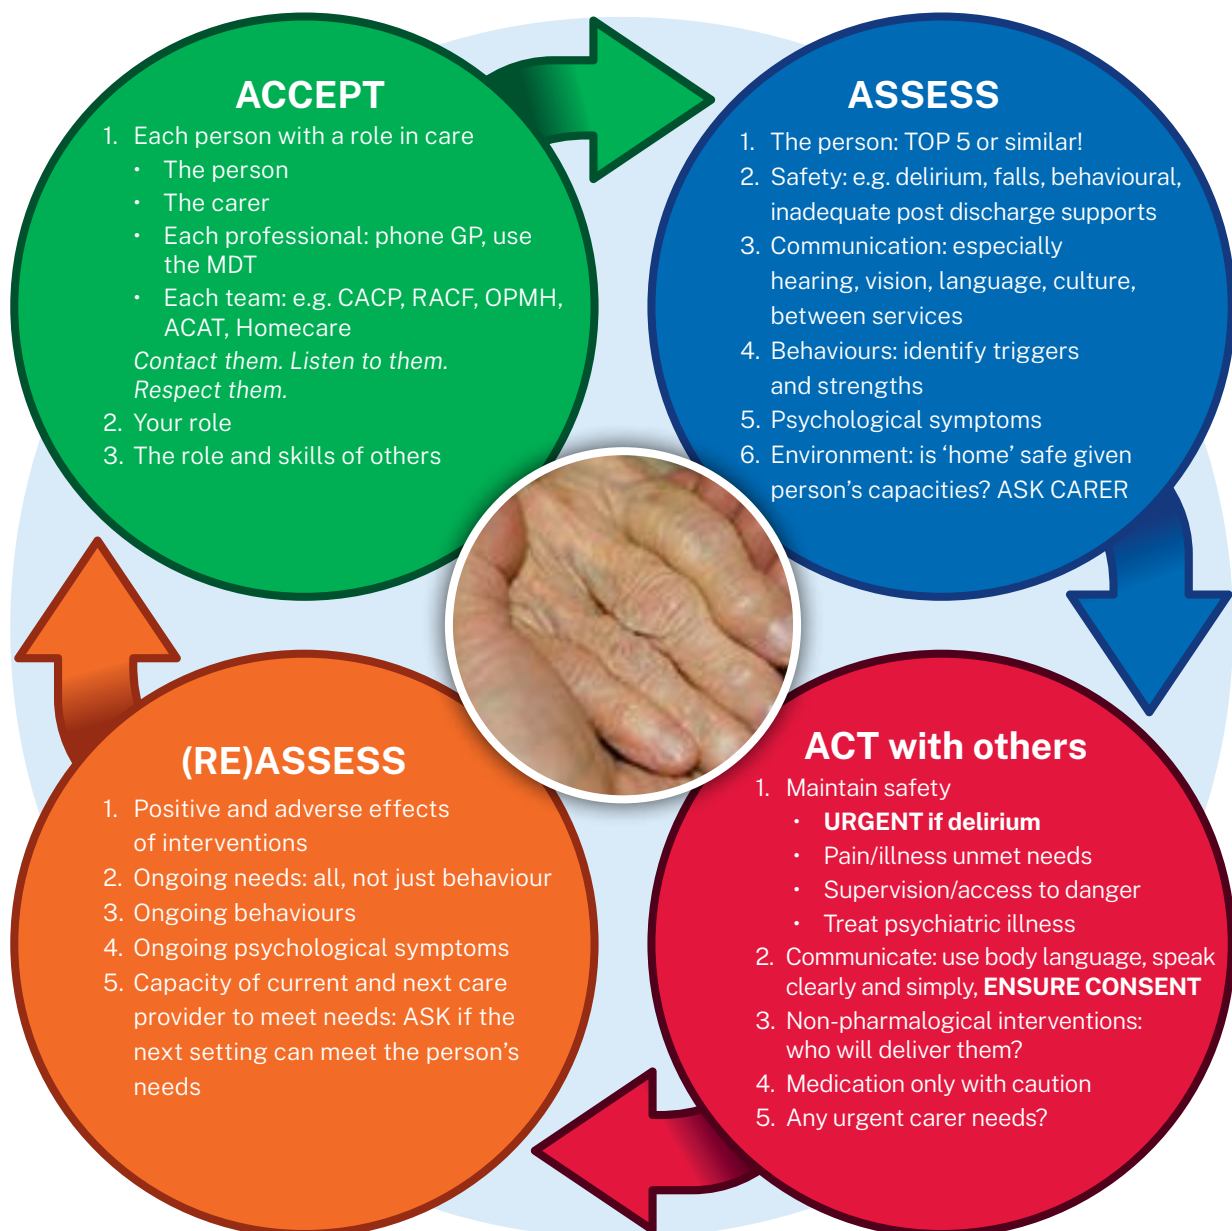 ACCEPT
1. Each person with a role in care
• The person
• The carer
• Each professional: phone GP, use
the MDT
• Each team: e.g. CACP, RACF, OPMH,
ACAT, Homecare
Contact them. Listen to them.
Respect them.
2. Your role
3. The role and skills of others
ASSESS
1. The person: TOP 5 or similar!
2. Safety: e.g. delirium, falls, behavioural,
inadequate post discharge supports
3. Communication: especially
hearing, vision, language, culture,
between services
4. Behaviours: identify triggers
and strengths
5. Psychological symptoms
6. Environment: is ‘home’ safe given
person’s capacities? ASK CARER
ACT with others
1. Maintain safety
• URGENT if delirium
• Pain/illness unmet needs
• Supervision/access to danger
• Treat psychiatric illness
2. Communicate: use body language, speak
clearly and simply, ENSURE CONSENT
3. Non-pharmalogical interventions:
who will deliver them?
4. Medication only with caution
5. Any urgent carer needs?
(RE)ASSESS
1. Positive and adverse effects
of interventions
2. Ongoing needs: all, not just behaviour
3. Ongoing behaviours
4. Ongoing psychological symptoms
5. Capacity of current and next care
provider to meet needs: ASK if the
next setting can meet the person’s
needs